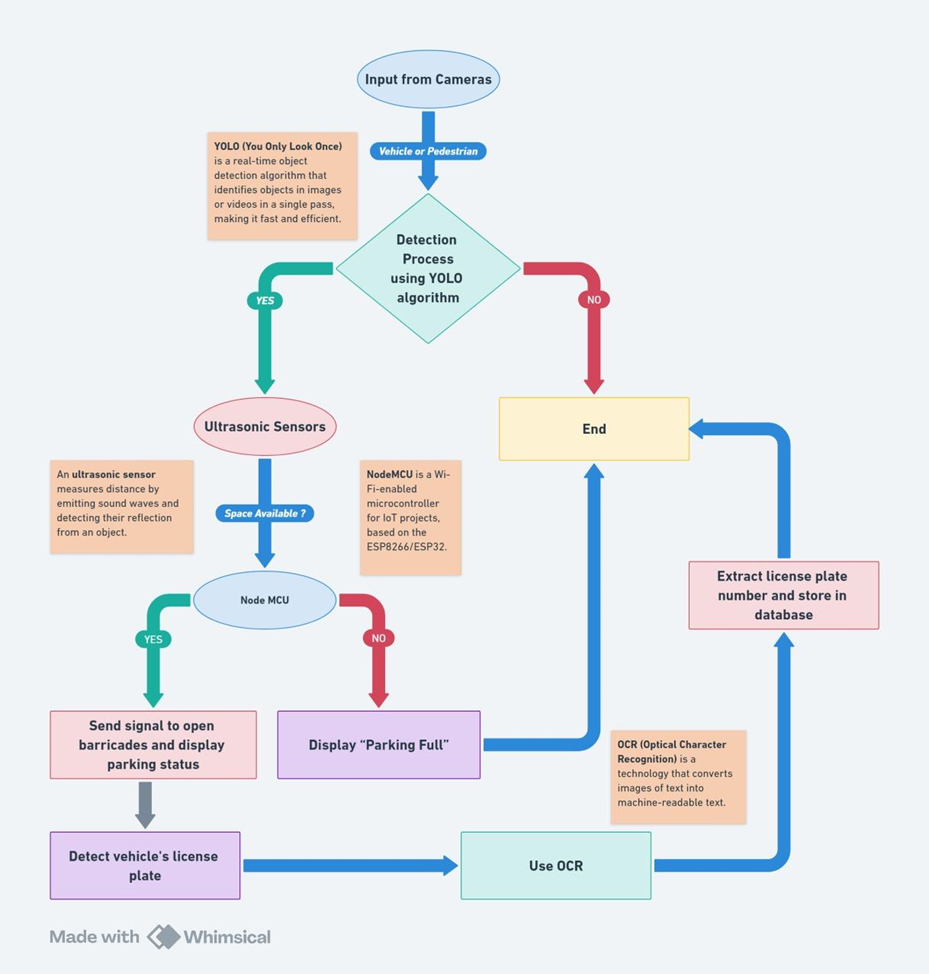 Input from Cameras
Vehicle or Pedestrian
YOLO (You Only Look Once)
is a real-time object
detection algorithm that
identifies objects in images
or videos in a single pass,
making it fast and efficient.
Detection
Process
using YOLO
algorithm
YES
NO
Ultrasonic Sensors
End
An ultrasonic sensor
measures distance by
emitting sound waves and
detecting their reflection
from an object.
Space Available ?
NodeMCU is a Wi-
Fi-enabled
microcontroller
for IoT projects,
based on the
ESP8266/ESP32.
Node MCU
Extract license plate
number and store in
database
YES
NO
Send signal to open
barricades and display
parking status
Display “Parking Full”
OCR (Optical Character
Recognition) is a
technology that converts
images of text into
machine-readable text.
Detect vehicle's license
plate
Use OCR
Made with Whimsical